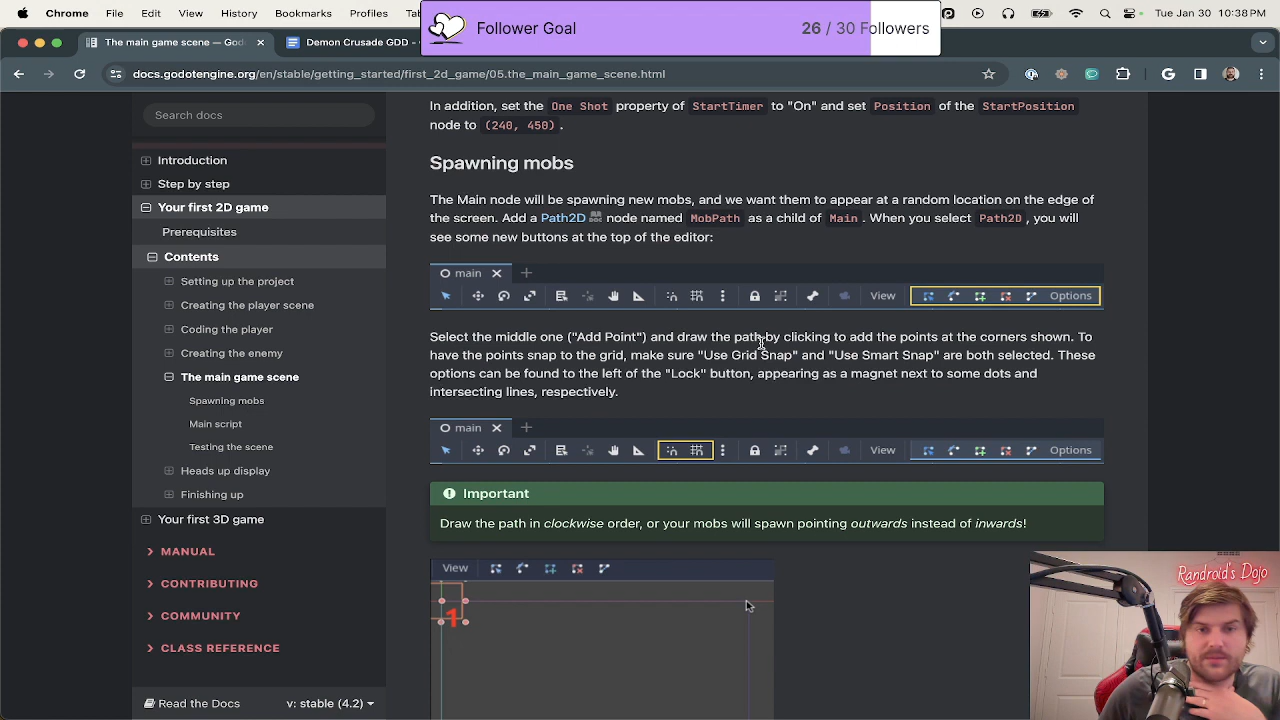 Chrome File Edit View History Bookmarks Profiles
Tue Jan 16 10:38 PM
Follower Goal
26 / 30 Followers
The main game scene — God
Demon Crusade GDD -
docs.godotengine.org/en/stable/getting_started/first_2d_game/05.the_main_game_scene.html
Search docs
Introduction
Step by step
Your first 2D game
Prerequisites
Contents
Setting up the project
Creating the player scene
Coding the player
Creating the enemy
The main game scene
Spawning mobs
Main script
Testing the scene
Heads up display
Finishing up
Your first 3D game
MANUAL
CONTRIBUTING
COMMUNITY
CLASS REFERENCE
Read the Docs
v: stable (4.2)
In addition, set the One Shot property of StartTimer to "On" and set Position of the StartPosition
node to (240, 450).
Spawning mobs
The Main node will be spawning new mobs, and we want them to appear at a random location on the edge of
the screen. Add a Path2D node named MobPath as a child of Main. When you select Path2D, you will
see some new buttons at the top of the editor:
main
View
Options
Select the middle one ("Add Point") and draw the path by clicking to add the points at the corners shown. To
have the points snap to the grid, make sure "Use Grid Snap" and "Use Smart Snap" are both selected. These
options can be found to the left of the "Lock" button, appearing as a magnet next to some dots and
intersecting lines, respectively.
main
View
Options
Important
Draw the path in clockwise order, or your mobs will spawn pointing outwards instead of inwards!
View
1
Randroid's Dojo